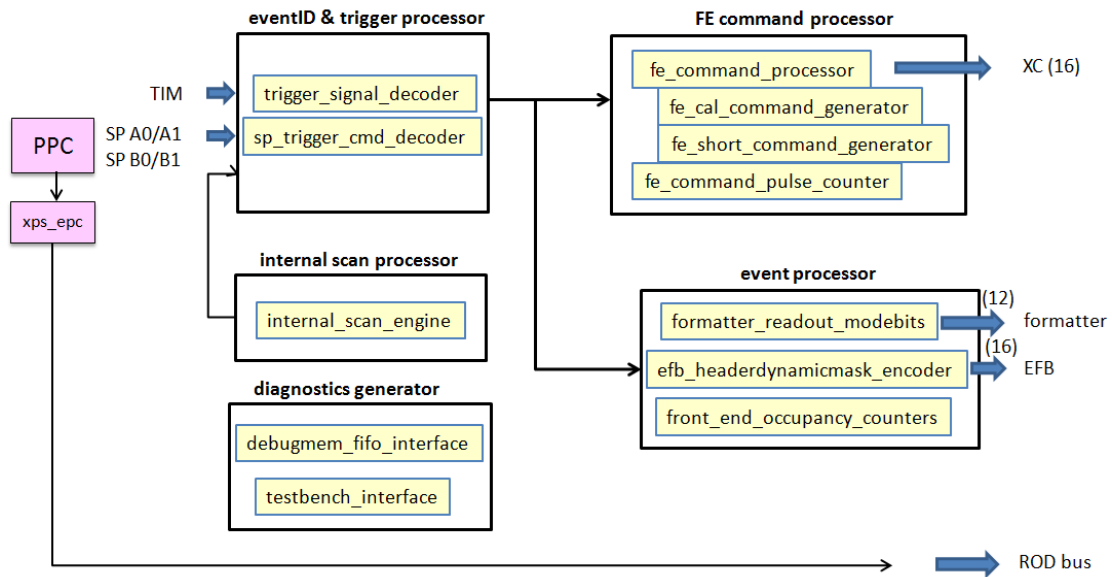 eventID & trigger processor
FE command processor
TIM
trigger_signal_decoder
fe_command_processor
XC (16)
PPC
SP A0/A1
SP B0/B1
sp_trigger_cmd_decoder
fe_cal_command_generator
fe_short_command_generator
fe_command_pulse_counter
xps_epc
internal scan processor
internal_scan_engine
event processor
formatter_readout_modebits
(12)
formatter
efb_headerdynamicmask_encoder
(16)
EFB
front_end_occupancy_counters
diagnostics generator
debugmem_fifo_interface
testbench_interface
ROD bus